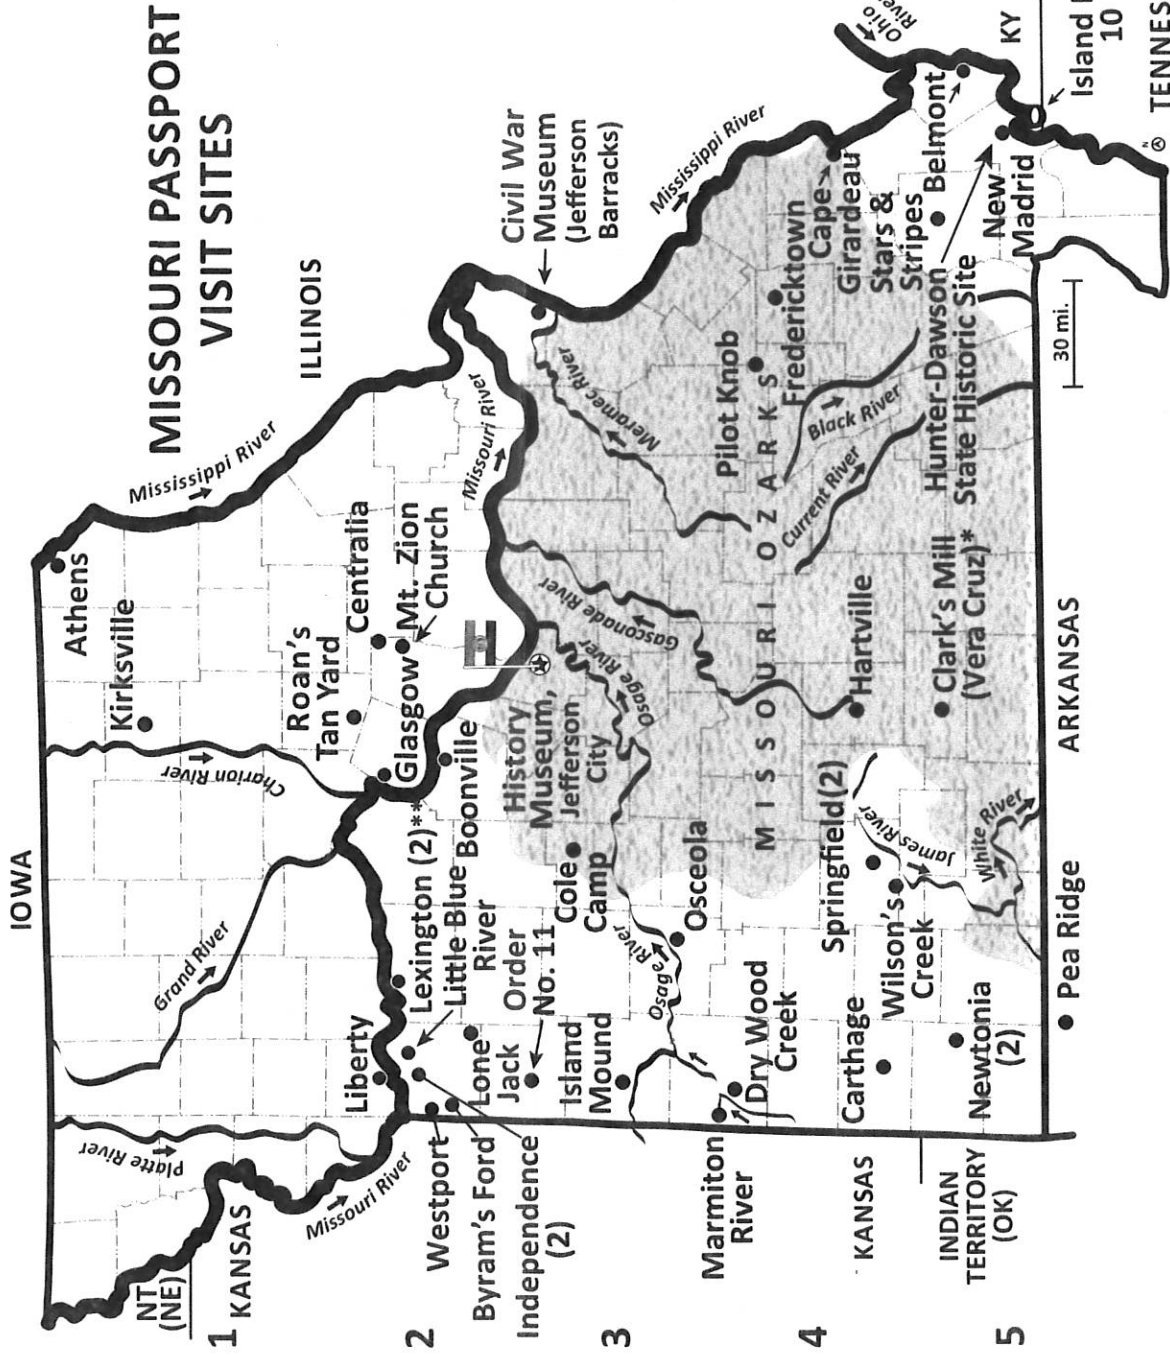 MISSOURI PASSPORT
VISIT SITES
IOWA
ILLINOIS
NT
(NE)
KANSAS
1
2
3
4
5
Platte River
Missouri River
Grand River
Charion River
Mississippi River
Athens
Kirksville
Roan's
Tan Yard
Centralia
Mt. Zion
Church
Glasgow
Liberty
Lexington (2)**
Little Blue
River
Boonville
Missouri River
Westport
Byram's Ford
Independence
(2)
Lone
Jack
Order
No. 11
Cole
Camp
History
Museum,
Jefferson
City
H
Civil War
Museum
(Jefferson
Barracks)
Island
Mound
Osage River
Osage River
Gasconade River
Meramec River
Mississippi River
Osceola
Marmiton
River
Dry Wood
Creek
MISSOURI OZARKS
Pilot Knob
Fredericktown
Cape
Girardeau
Stars &
Stripes
Belmont
Ohio
River
Black River
Current River
Hartville
Springfield(2)
Carthage
Wilson's
Creek
James River
White River
Clark's Mill
(Vera Cruz)*
Hunter-Dawson
State Historic Site
New
Madrid
KY
Island
10
TENNES
N
KANSAS
INDIAN
TERRITORY
(OK)
Newtonia
(2)
Pea Ridge
ARKANSAS
30 mi.